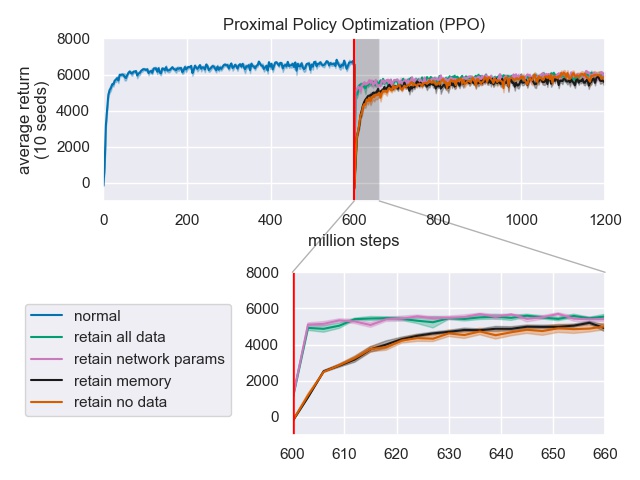 Proximal Policy Optimization (PPO)
average return
(10 seeds)
8000
6000
4000
2000
0
0 200 400 600 800 1000 1200
million steps
8000
6000
4000
2000
0
600 610 620 630 640 650 660
normal
retain all data
retain network params
retain memory
retain no data